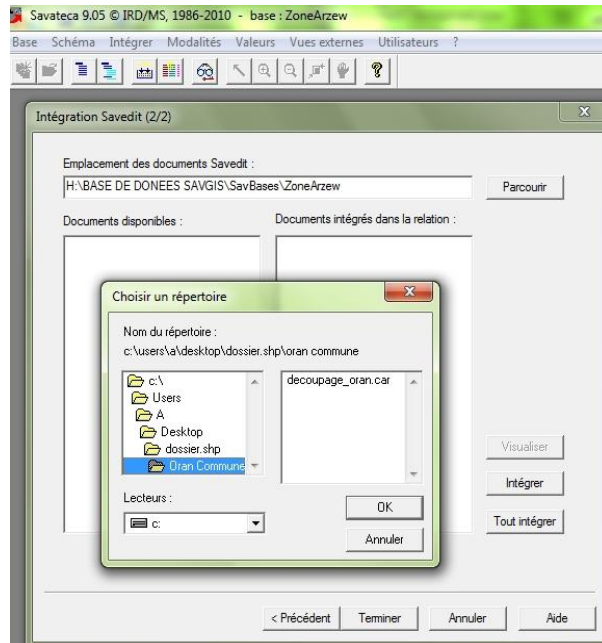 Savateca 9.05 © IRD/MS, 1986-2010 - base : ZoneArzew
Base Schéma Intégrer Modalités Valeurs Vues externes Utilisateurs ?
Intégration Savedit (2/2)
Emplacement des documents Savedit :
H:\BASE DE DONEES SAVGIS\SavBases\ZoneArzew
Parcourir
Documents disponibles :
Documents intégrés dans la relation :
Choisir un répertoire
Nom du répertoire :
c:\users\a\desktop\dossier.shp\oran commune
c:\
Users
A
Desktop
dossier.shp
Oran Commune
decoupage_oran.car
Lecteurs :
c:
OK
Annuler
Visualiser
Intégrer
Tout intégrer
< Précédent
Terminer
Annuler
Aide